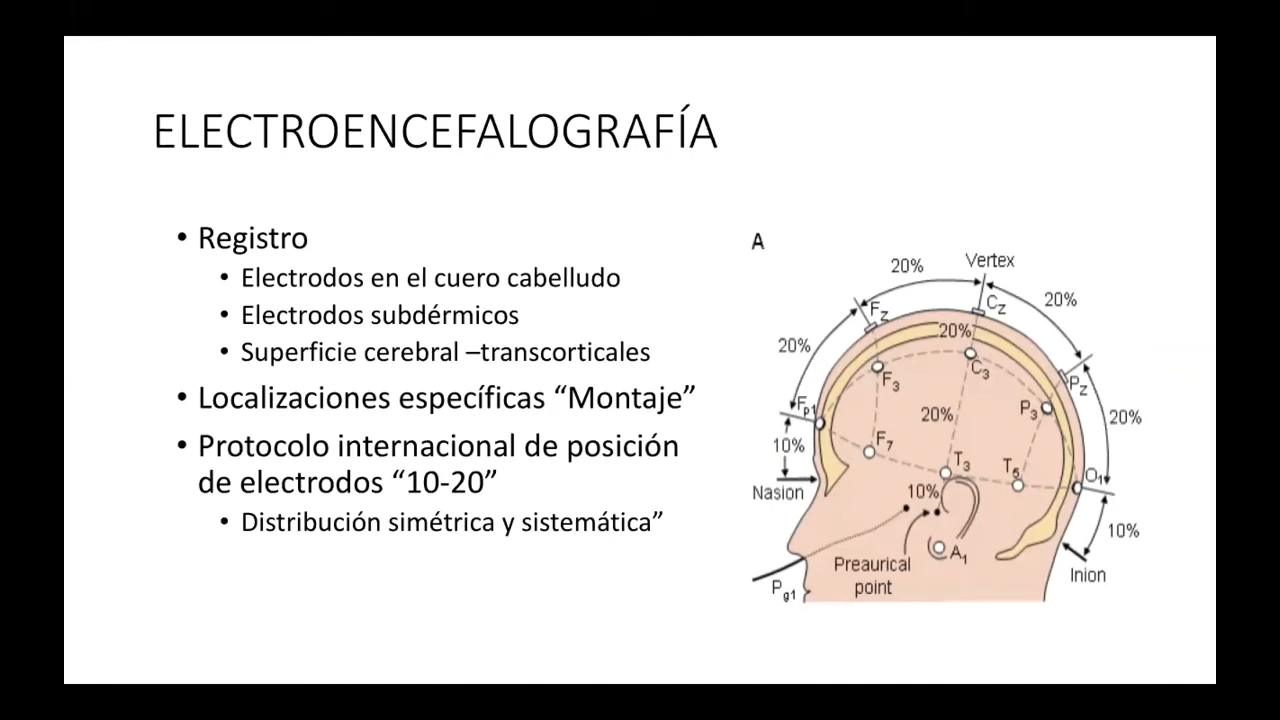 ELECTROENCEFALOGRAFÍA
• Registro
• Electrodos en el cuero cabelludo
• Electrodos subdérmicos
• Superficie cerebral –transcorticales
• Localizaciones específicas “Montaje”
• Protocolo internacional de posición
de electrodos “10-20”
• Distribución simétrica y sistemática”
A
Vertex
20%
Cz
20%
Fz
20%
20%
C3
F3
Pz
Fp1
P3
20%
20%
10%
F7
T3
T5
O1
Nasion
10%
10%
A1
Preaurical
point
Inion
Pg1